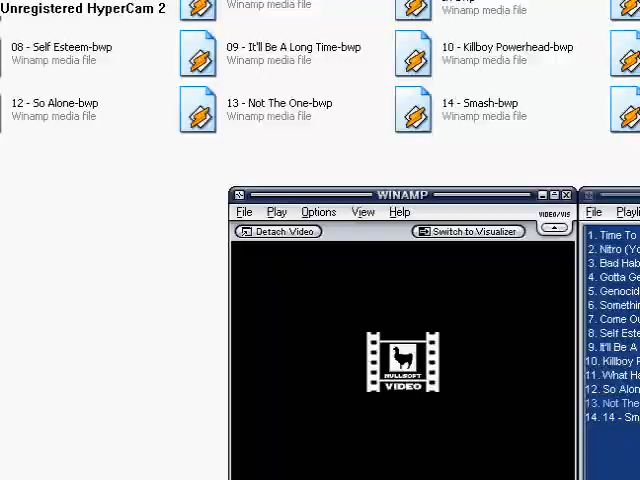 Unregistered HyperCam 2
Winamp media file
Winamp media file
08 - Self Esteem-bwp
Winamp media file
09 - It'll Be A Long Time-bwp
Winamp media file
10 - Killboy Powerhead-bwp
Winamp media file
12 - So Alone-bwp
Winamp media file
13 - Not The One-bwp
Winamp media file
14 - Smash-bwp
Winamp media file
WINAMP
File Play Options View Help
VIDEO/VIS
Detach Video
Switch to Visualizer
NULLSOFT
VIDEO
File Playli
1. Time To
2. Nitro (Yo
3. Bad Hab
4. Gotta Ge
5. Genocid
6. Somethin
7. Come Ou
8. Self Este
9. It'll Be A
10. Killboy P
11. What Ha
12. So Alon
13. Not The
14. 14 - Sm